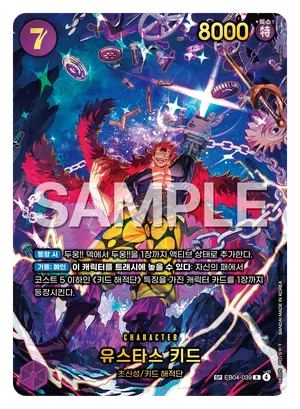 7
8000
특수
特
SAMPLE
등장 시 두웅!! 덱에서 두웅!!을 1장까지 액티브 상태로 추가한다.
기동: 메인 이 캐릭터를 트래시에 놓을 수 있다: 자신의 패에서
코스트 5 이하인 《키드 해적단》 특징을 가진 캐릭터 카드를 1장까지
등장시킨다.
CHARACTER
유스타스 키드
초신성/키드 해적단
SP EB04-039 R